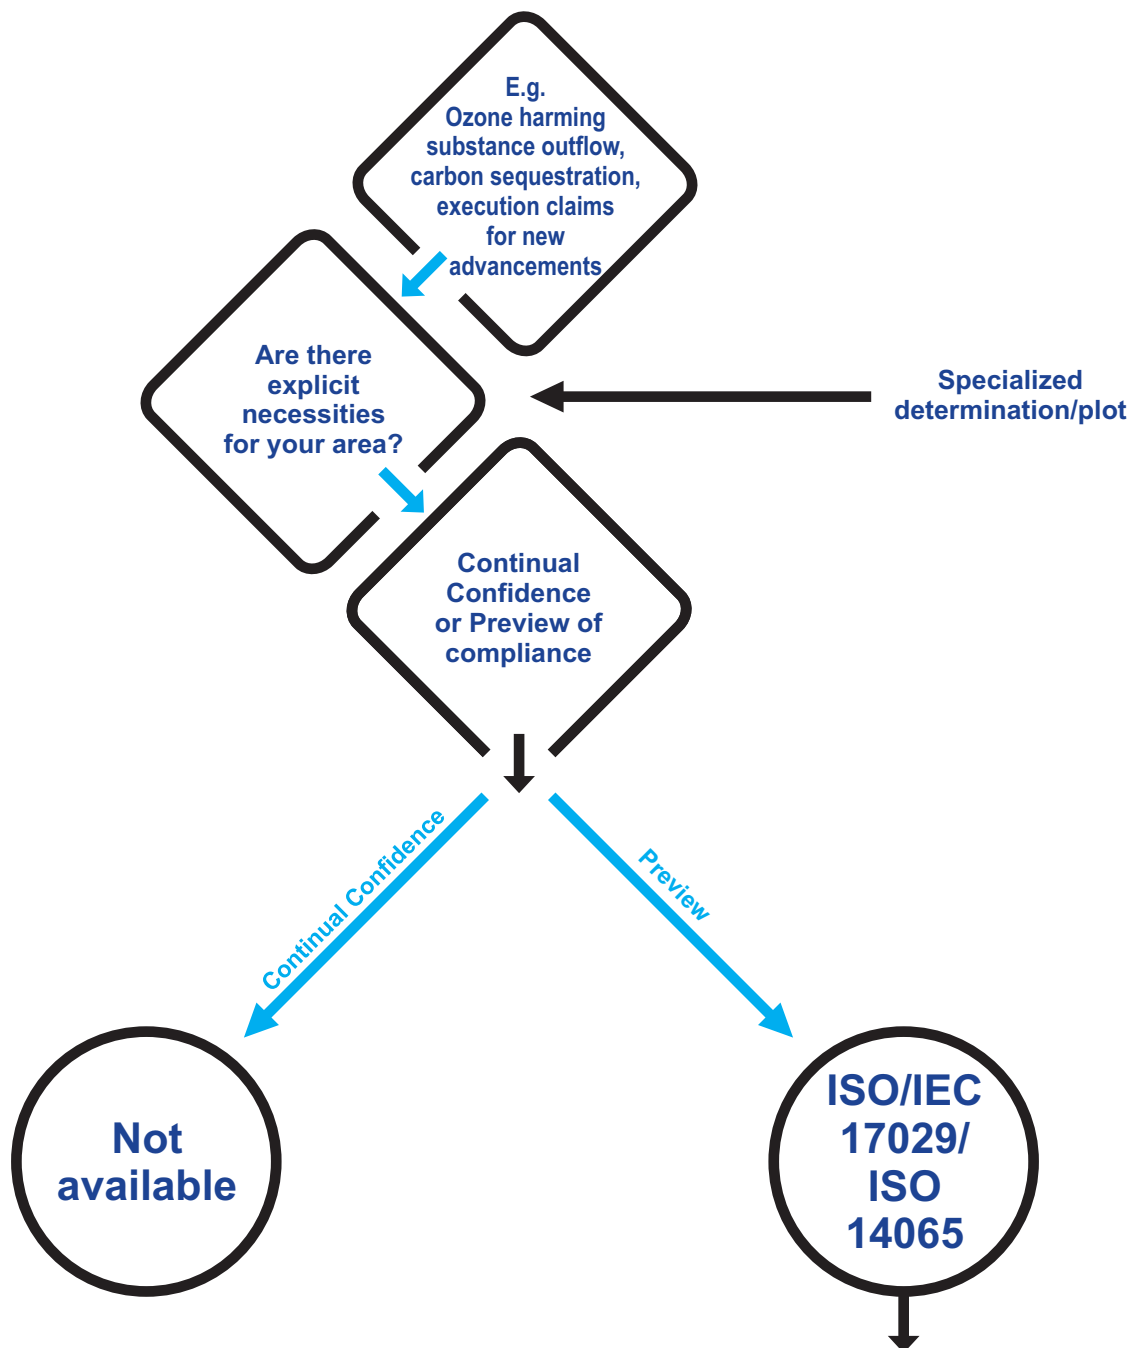 E.g.
Ozone harming
substance outflow,
carbon sequestration,
execution claims
for new
advancements
Are there
explicit
necessities
for your area?
Specialized
determination/plot
Continual
Confidence
or Preview of
compliance
Continual Confidence
Preview
Not
available
ISO/IEC
17029/
ISO
14065